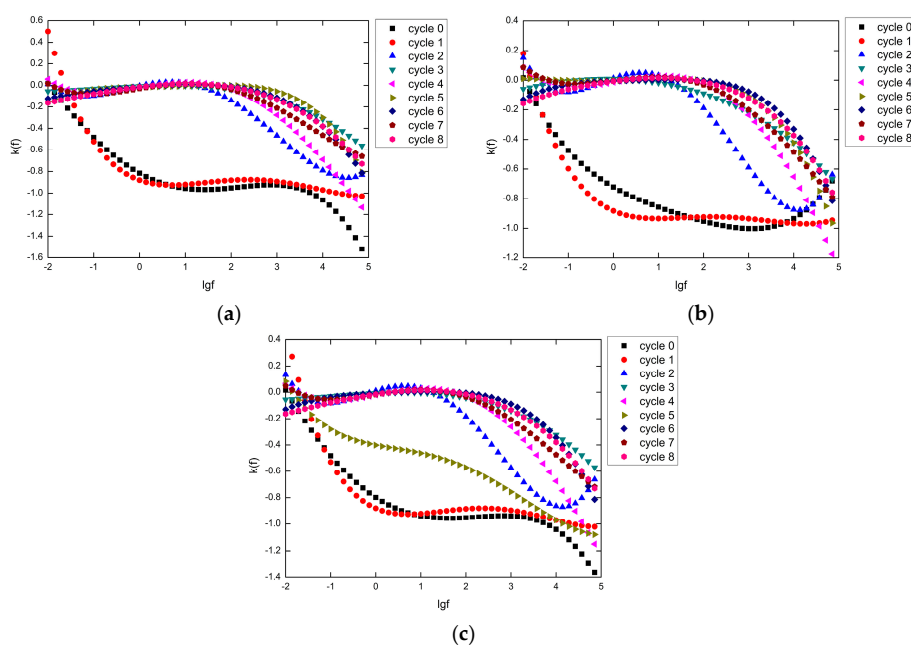 0.6
0.4
0.2
0.0
-0.2
-0.4
-0.6
-0.8
-1.0
-1.2
-1.4
-1.6
k(f)
-2 -1 0 1 2 3 4 5
lgf
cycle 0
cycle 1
cycle 2
cycle 3
cycle 4
cycle 5
cycle 6
cycle 7
cycle 8
(a)
0.4
0.2
0.0
-0.2
-0.4
-0.6
-0.8
-1.0
-1.2
k(f)
-2 -1 0 1 2 3 4 5
lgf
cycle 0
cycle 1
cycle 2
cycle 3
cycle 4
cycle 5
cycle 6
cycle 7
cycle 8
(b)
0.4
0.2
0.0
-0.2
-0.4
-0.6
-0.8
-1.0
-1.2
-1.4
k(f)
-2 -1 0 1 2 3 4 5
lgf
cycle 0
cycle 1
cycle 2
cycle 3
cycle 4
cycle 5
cycle 6
cycle 7
cycle 8
(c)